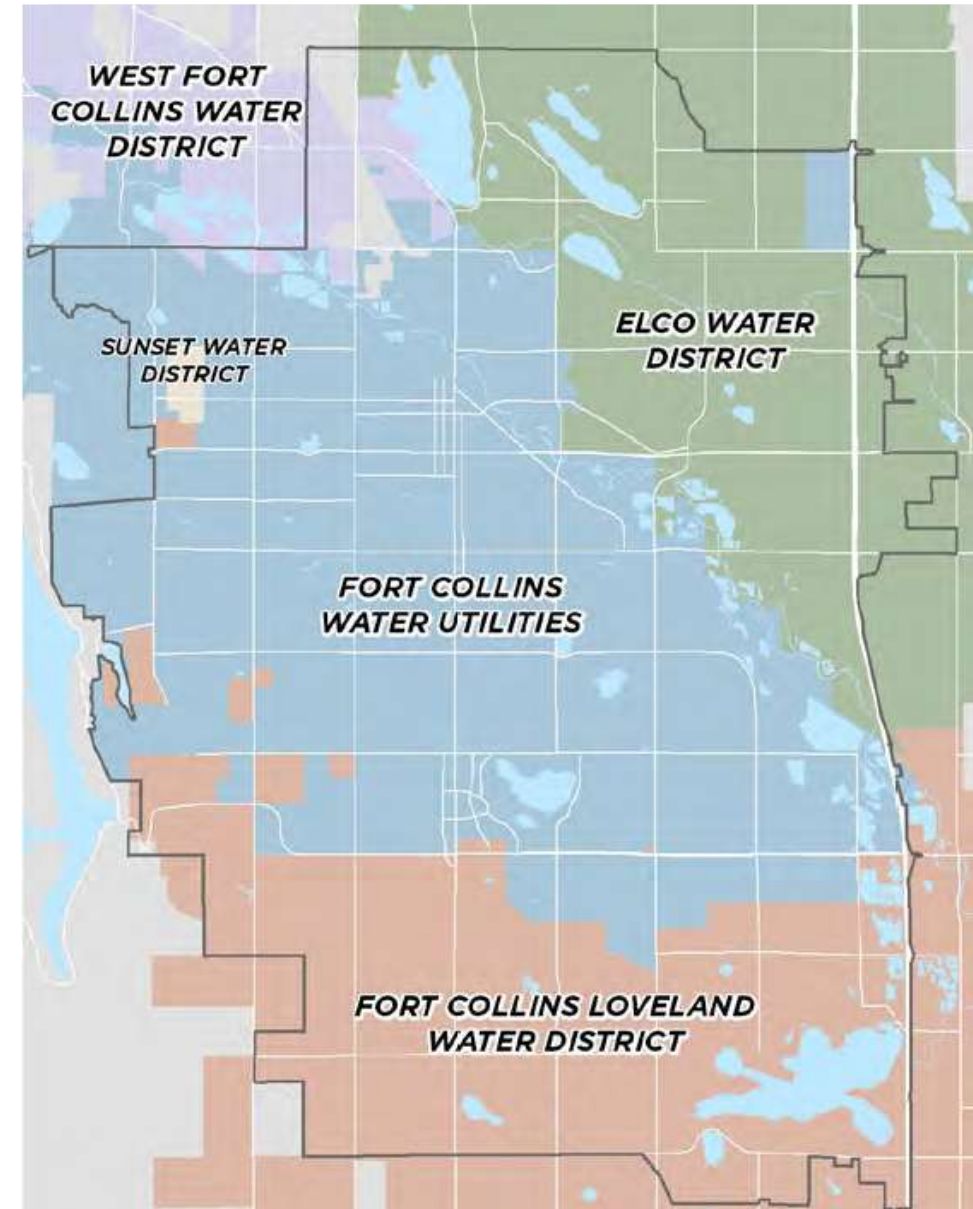 WEST FORT
COLLINS WATER
DISTRICT
SUNSET WATER
DISTRICT
ELCO WATER
DISTRICT
FORT COLLINS
WATER UTILITIES
FORT COLLINS LOVELAND
WATER DISTRICT